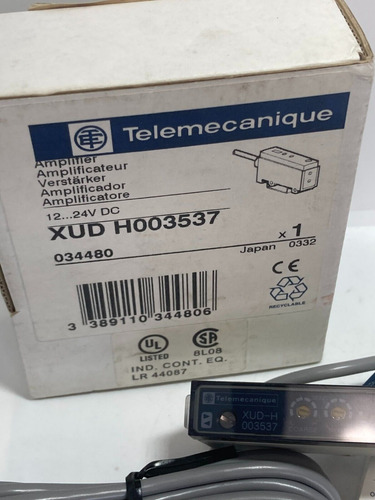 Telemecanique
Amplifier
Amplificateur
Verstärker
Amplificador
Amplificatore
12...24V DC
XUD H003537
034480
x 1
Japan 0332
CE
RECYCLABLE
3 389110 344806
UL
LISTED
SA
BL08
IND. CONT. EQ.
LR 44087
Telemecanique
XUD-H
003537